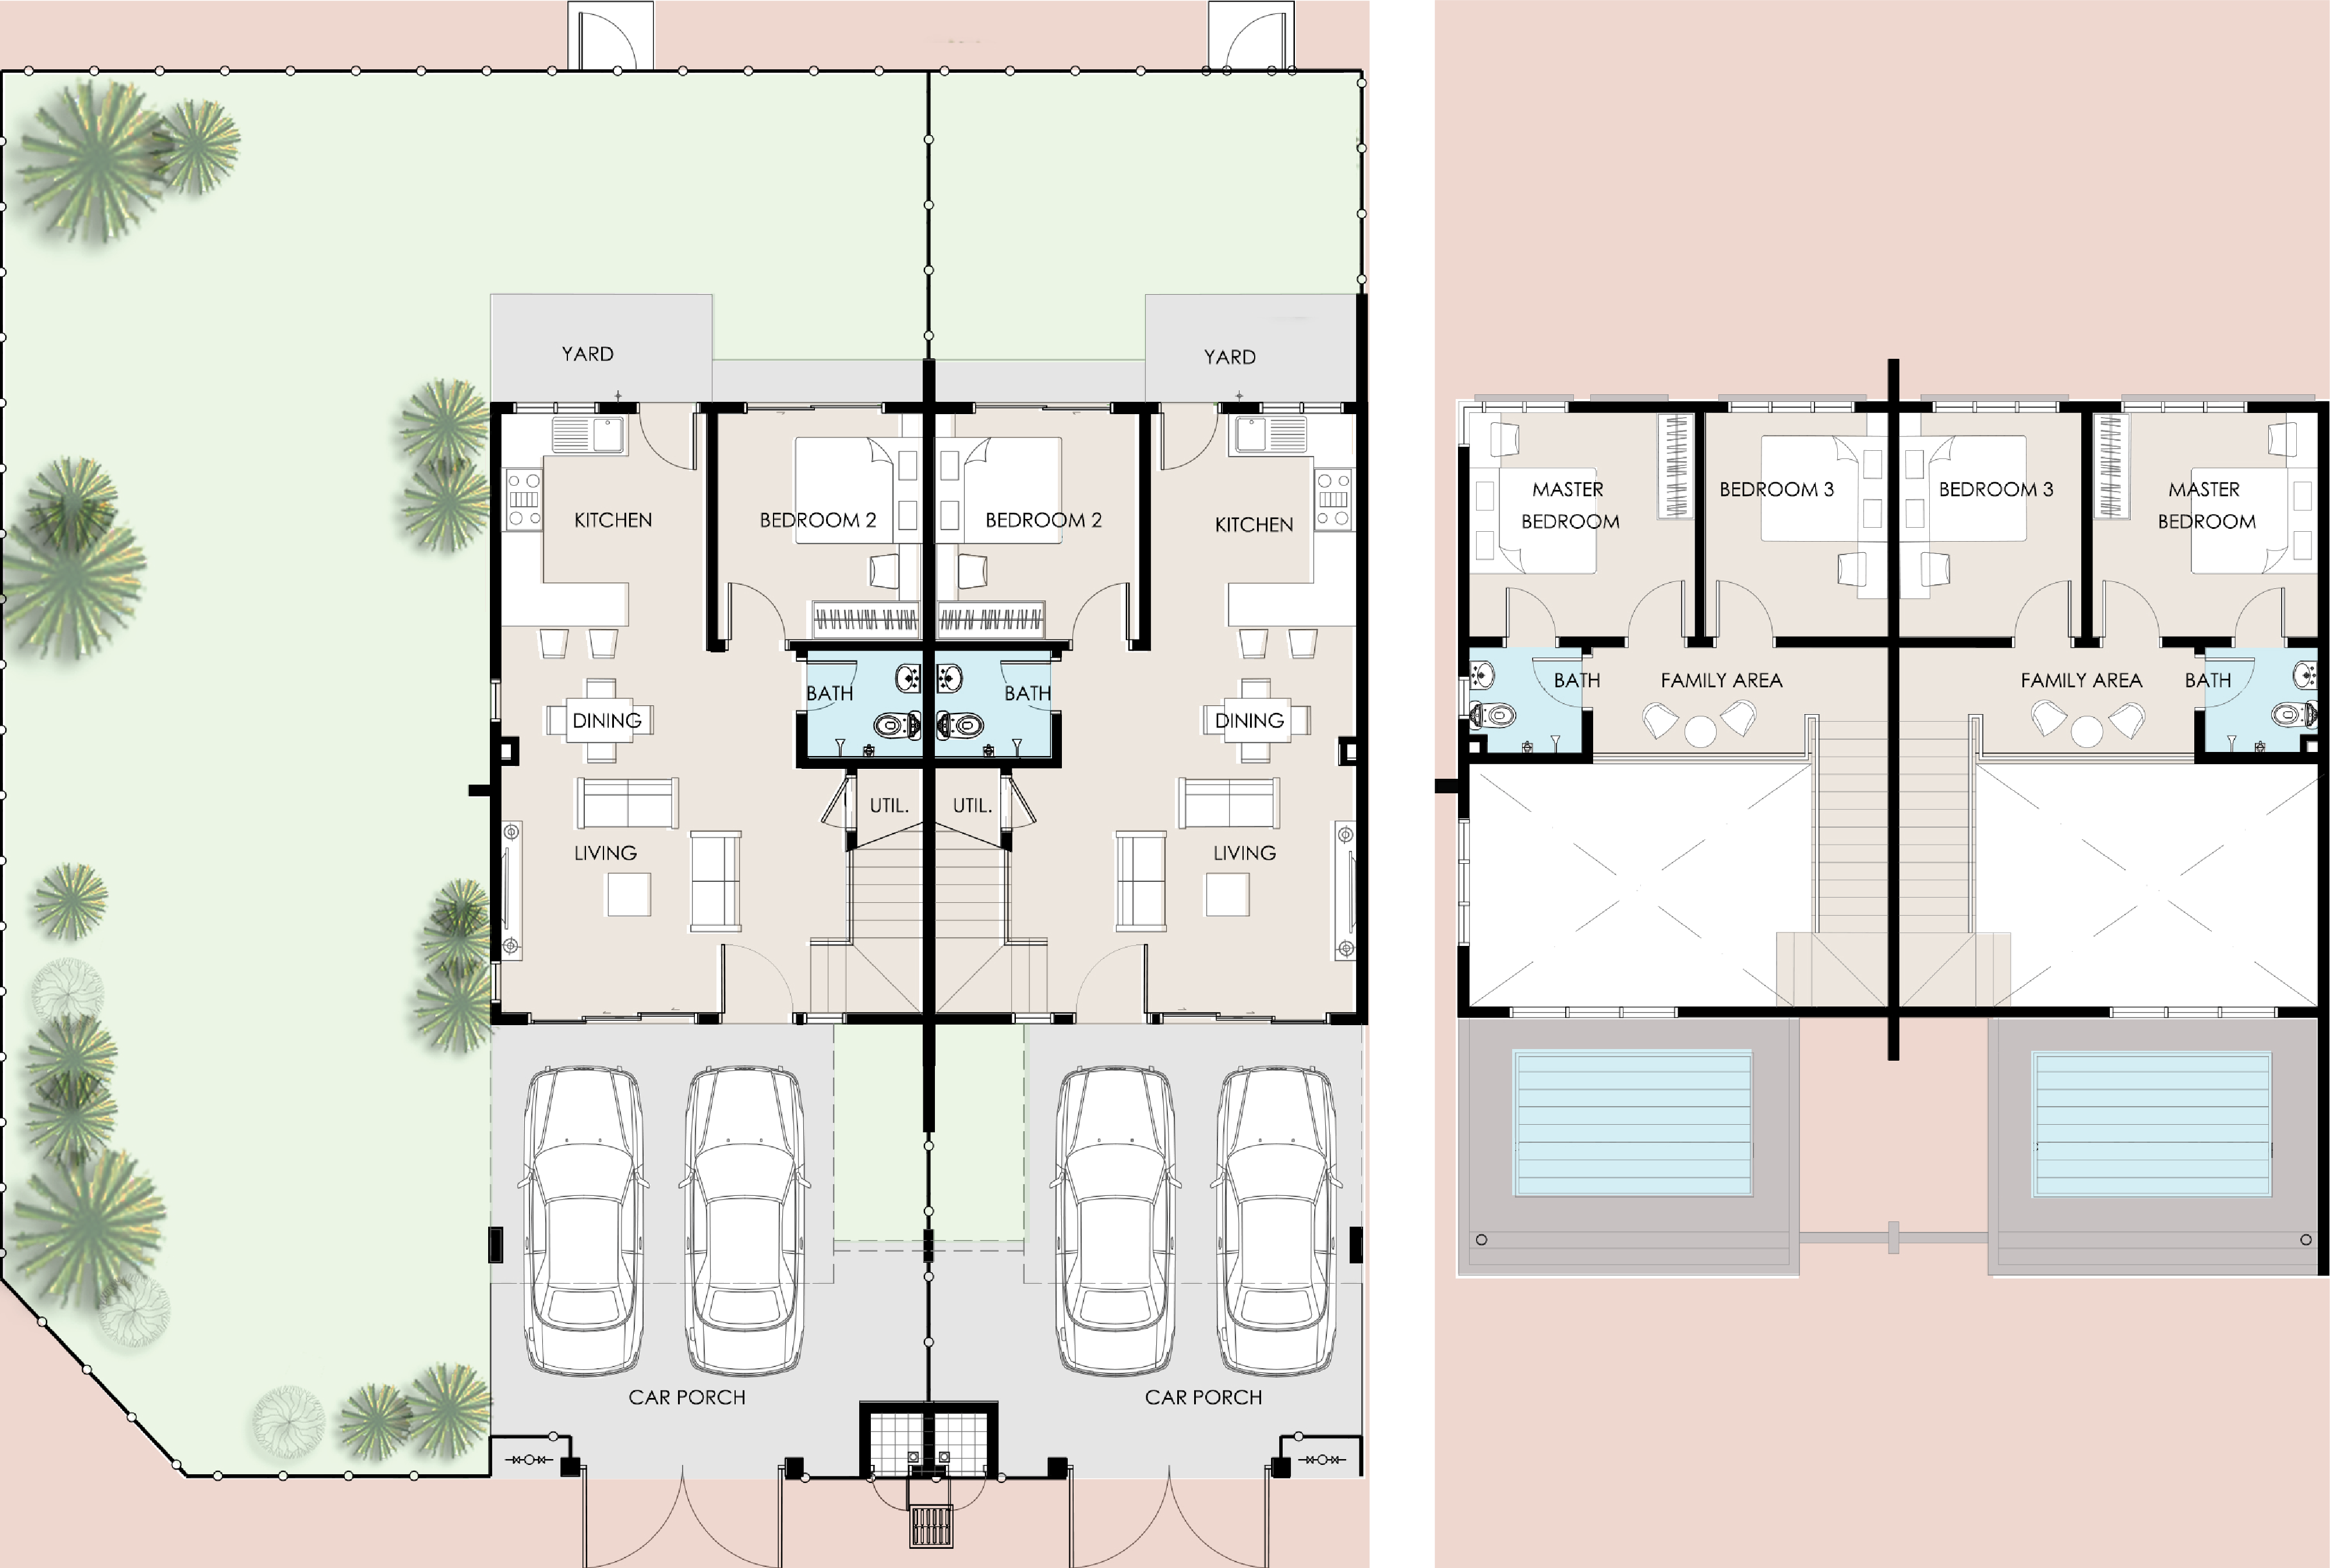 YARD
YARD
KITCHEN
BEDROOM 2
BEDROOM 2
KITCHEN
BATH
BATH
DINING
DINING
UTIL.
UTIL.
LIVING
LIVING
CAR PORCH
CAR PORCH
MASTER
BEDROOM
BEDROOM 3
BEDROOM 3
MASTER
BEDROOM
BATH
FAMILY AREA
FAMILY AREA
BATH